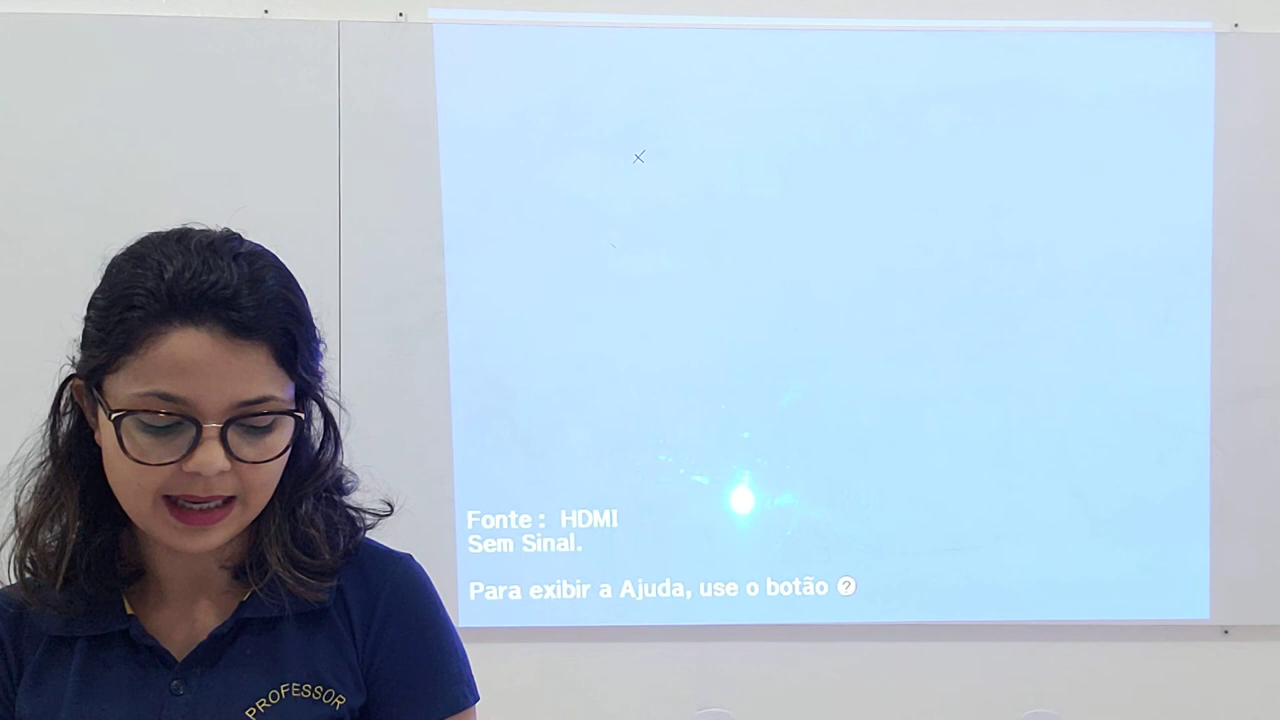 Fonte : HDMI
Sem Sinal.
Para exibir a Ajuda, use o botão ?
PROFESSOR